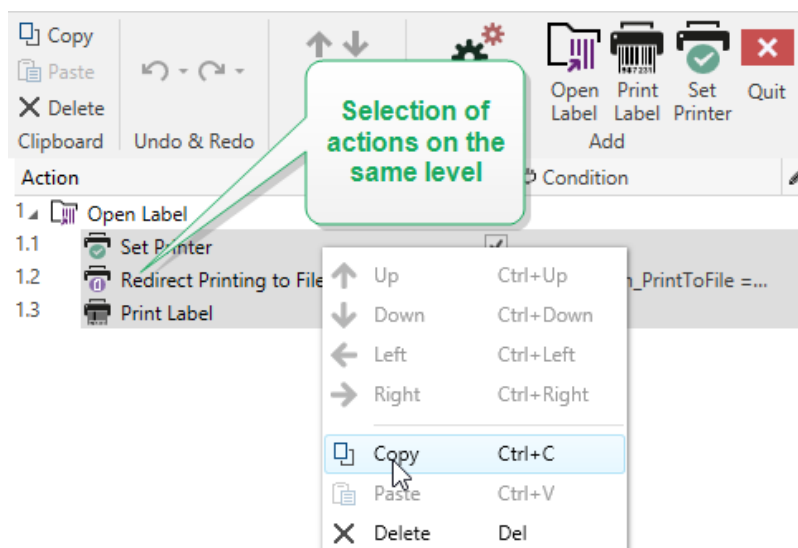 Copy
Paste
Delete
Clipboard
Undo & Redo
Open Label
Print Label
Set Printer
Quit
Add
Selection of
actions on the
same level
Action
Condition
1 Open Label
1.1 Set Printer
1.2 Redirect Printing to File
_PrintToFile =...
1.3 Print Label
Up Ctrl+Up
Down Ctrl+Down
Left Ctrl+Left
Right Ctrl+Right
Copy Ctrl+C
Paste Ctrl+V
Delete Del